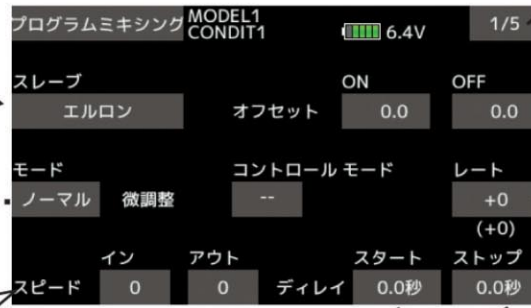 プログラムミキシング MODEL1 CONDIT1 6.4V 1/5
スレーブ ON OFF
エルロン オフセット 0.0 0.0
モード コントロール モード レート
ノーマル 微調整 -- +0
(+0)
イン アウト スタート ストップ
スピード 0 0 ディレイ 0.0秒 0.0秒